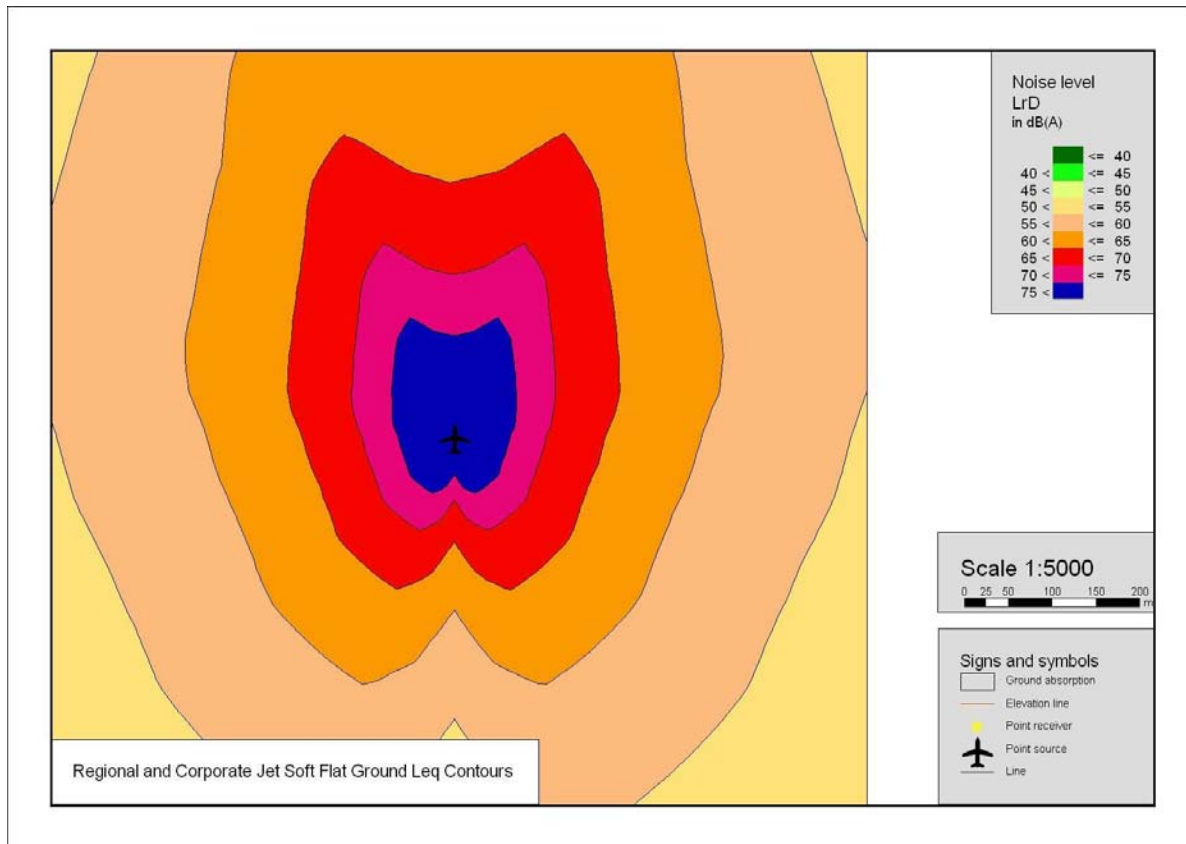 Noise level
LrD
in dB(A)
<= 40
40 < <= 45
45 < <= 50
50 < <= 55
55 < <= 60
60 < <= 65
65 < <= 70
70 < <= 75
75 <
Scale 1:5000
0 25 50 100 150 200
m
Signs and symbols
Ground absorption
Elevation line
Point receiver
Point source
Line
Regional and Corporate Jet Soft Flat Ground Leq Contours